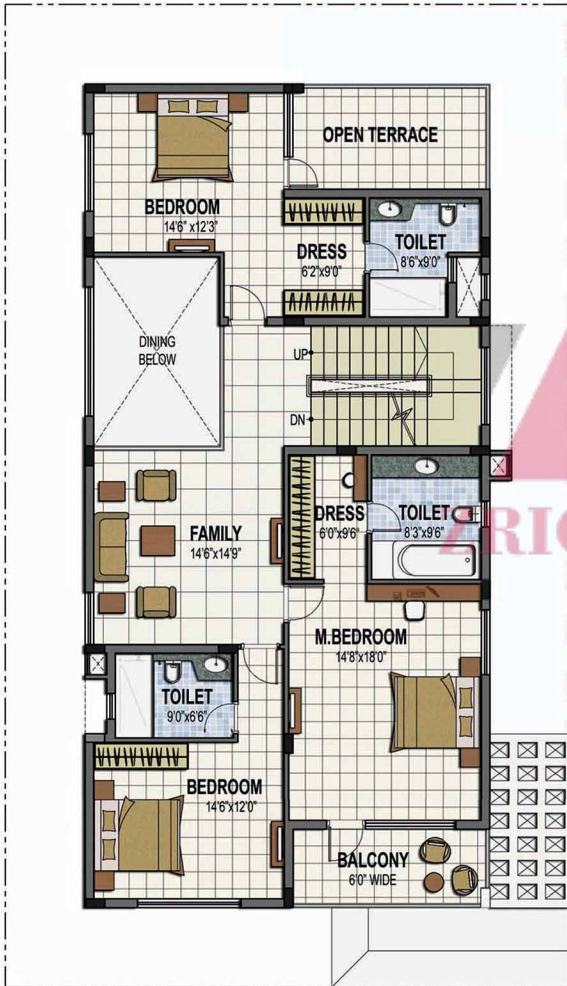 OPEN TERRACE
BEDROOM
14'6" x12'3"
DRESS
6'2"x9'0"
TOILET
8'6"x9'0"
DINING
BELOW
UP
DN
FAMILY
14'6"x14'9"
DRESS
6'0"x9'6"
TOILET
8'3"x9'6"
ZRIC
M.BEDROOM
14'8"x18'0"
TOILET
9'0"x6'6"
BEDROOM
14'6"x12'0"
BALCONY
6'0" WIDE